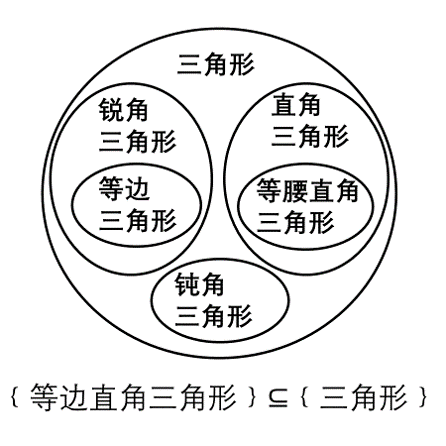 三角形
锐角
三角形
直角
三角形
等边
三角形
等腰直角
三角形
钝角
三角形
{ 等边直角三角形 } ⊆ { 三角形 }